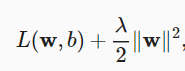 L(w, b) + λ/2 ‖w‖²,